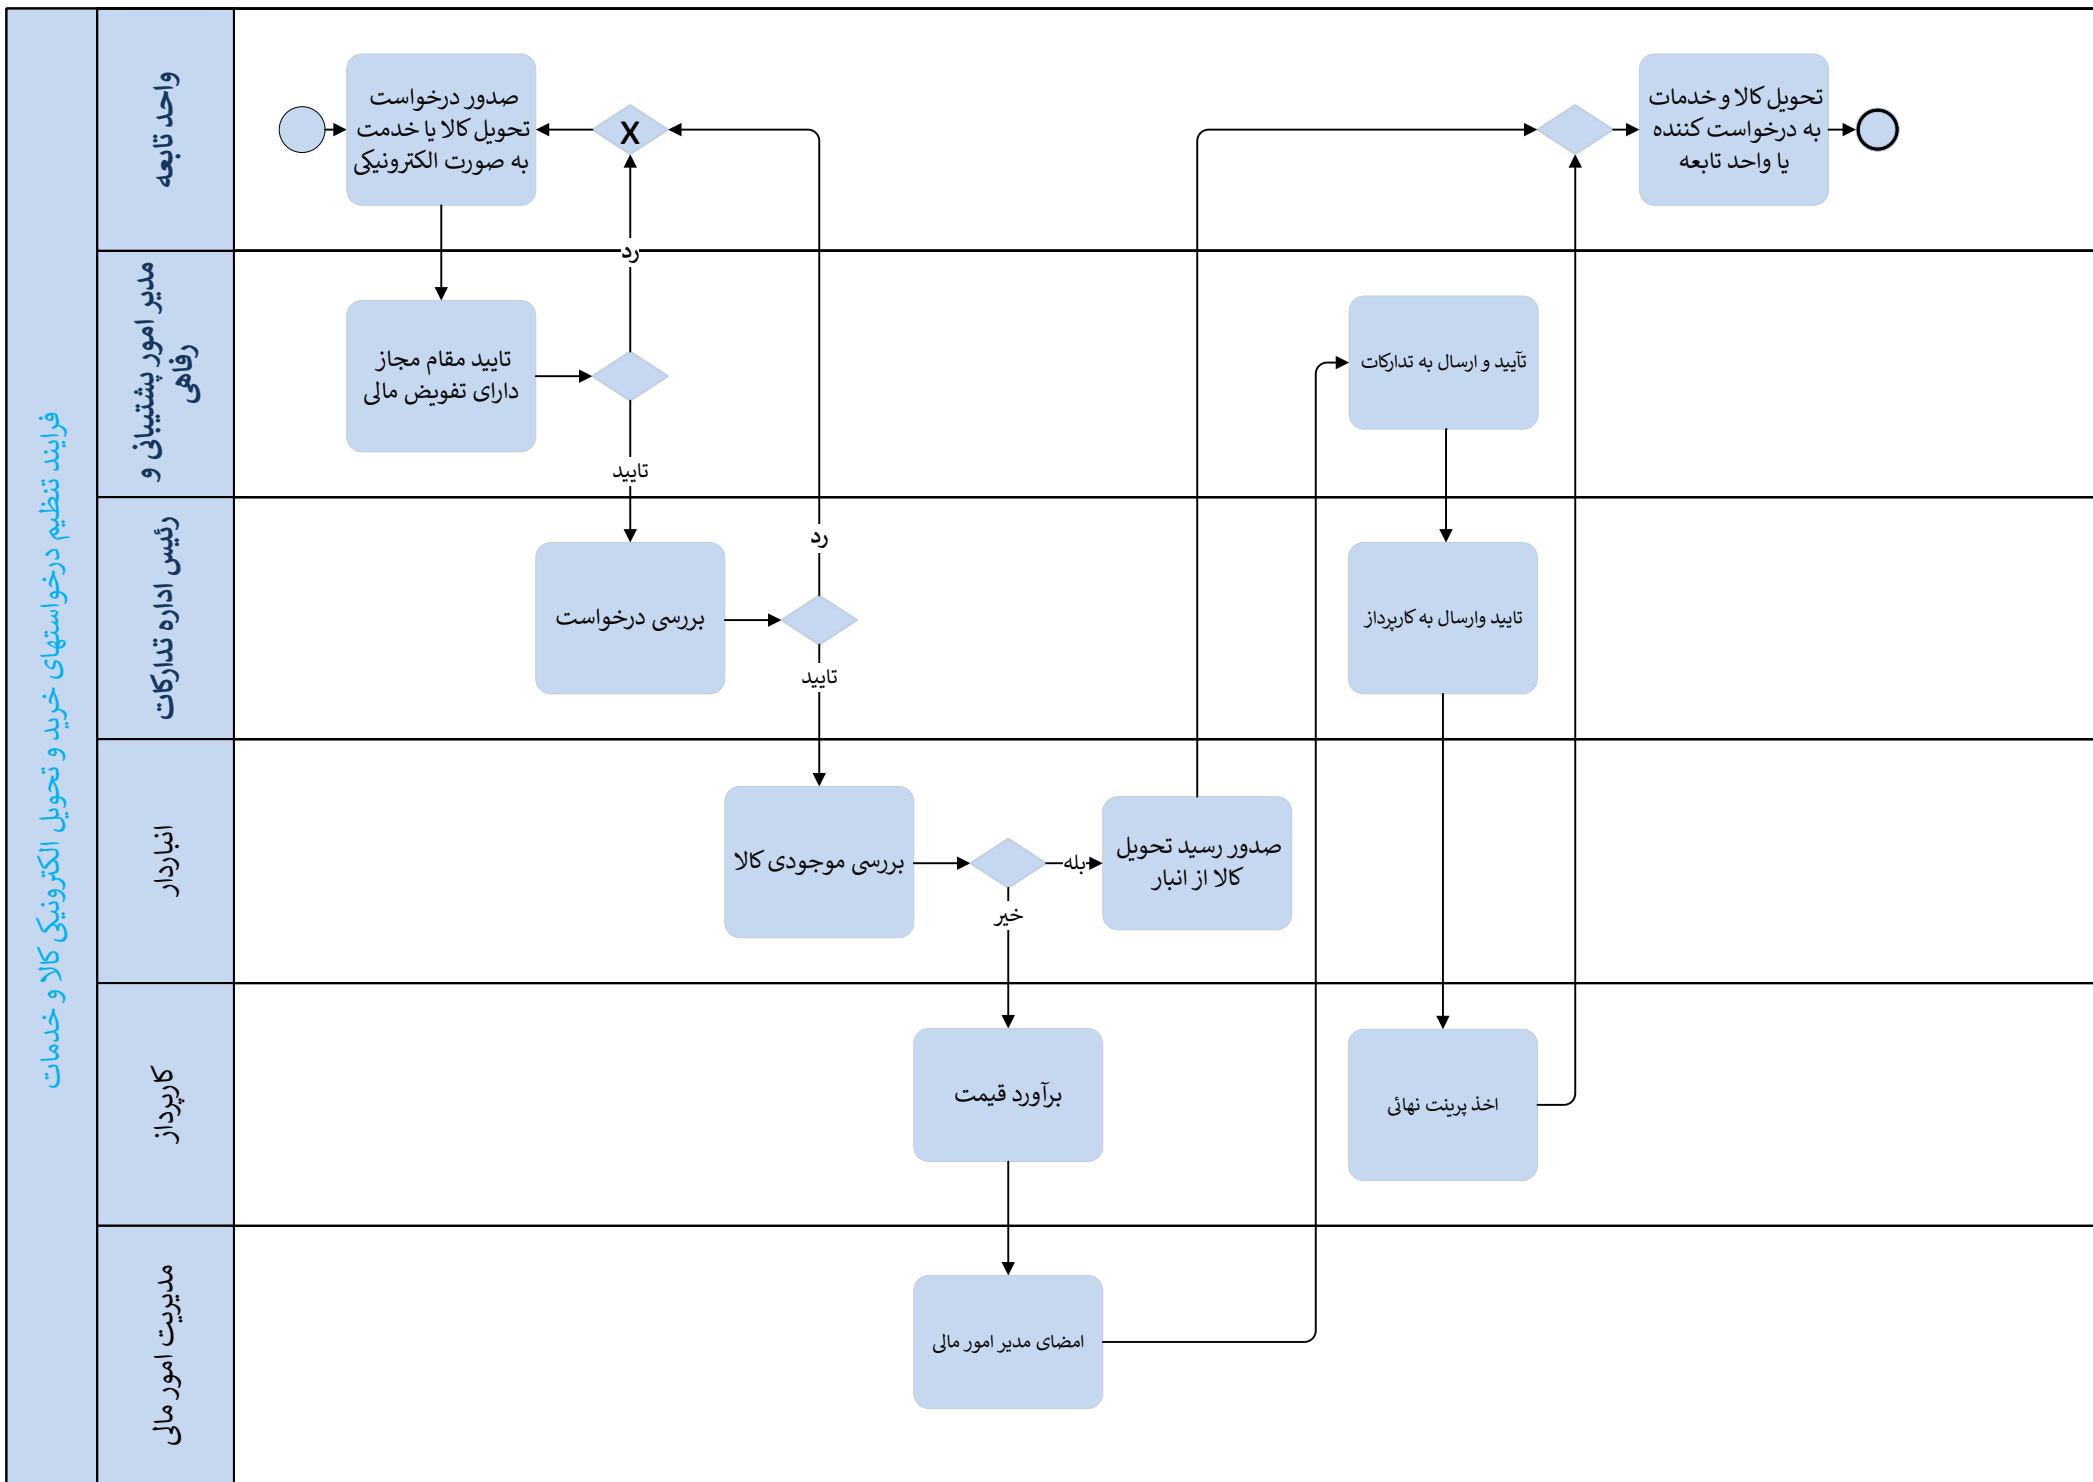 فرایند تنظیم درخواستهای خرید و تحویل الکترونیکی کالا و خدمات
واحد تابعه
صدور درخواست
تحویل کالا یا خدمت
به صورت الکترونیکی
X
تحویل کالا و خدمات
به درخواست کننده
یا واحد تابعه
رد
مدیر امور پشتیبانی و
رفاهی
تایید مقام مجاز
دارای تفویض مالی
تایید
تآیید و ارسال به تدارکات
رئیس اداره تدارکات
بررسی درخواست
رد
تایید
تایید وارسال به کارپرداز
انباردار
بررسی موجودی کالا
بله
خیر
صدور رسید تحویل
کالا از انبار
کارپرداز
برآورد قیمت
اخذ پرینت نهائی
مدیریت امور مالی
امضای مدیر امور مالی